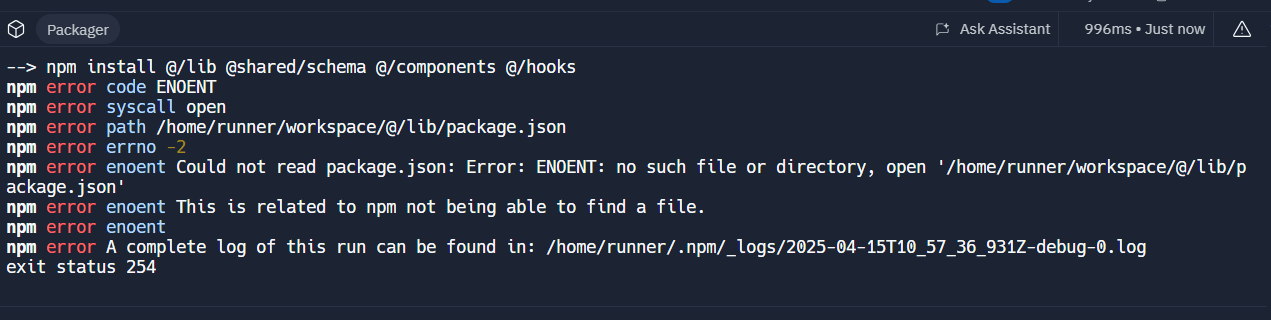 Packager
Ask Assistant
996ms • Just now
--> npm install @/lib @shared/schema @/components @/hooks
npm error code ENOENT
npm error syscall open
npm error path /home/runner/workspace/@/lib/package.json
npm error errno -2
npm error enoent Could not read package.json: Error: ENOENT: no such file or directory, open '/home/runner/workspace/@/lib/p
ackage.json'
npm error enoent This is related to npm not being able to find a file.
npm error enoent
npm error A complete log of this run can be found in: /home/runner/.npm/_logs/2025-04-15T10_57_36_931Z-debug-0.log
exit status 254